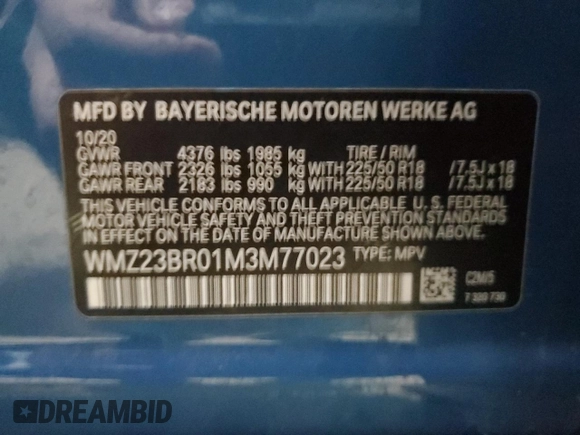 MFD BY BAYERISCHE MOTOREN WERKE AG
10/20
GVWR 4376 lbs 1985 kg TIRE / RIM
GAWR FRONT 2326 lbs 1055 kg WITH 225/50 R18 /7.5J x 18
GAWR REAR 2183 lbs 990 kg WITH 225/50 R18 /7.5J x 18
THIS VEHICLE CONFORMS TO ALL APPLICABLE U. S. FEDERAL
MOTOR VEHICLE SAFETY AND THEFT PREVENTION STANDARDS
IN EFFECT ON THE DATE OF MANUFACTURE SHOWN ABOVE.
WMZ23BR01M3M77023 TYPE: MPV
DREAMBID